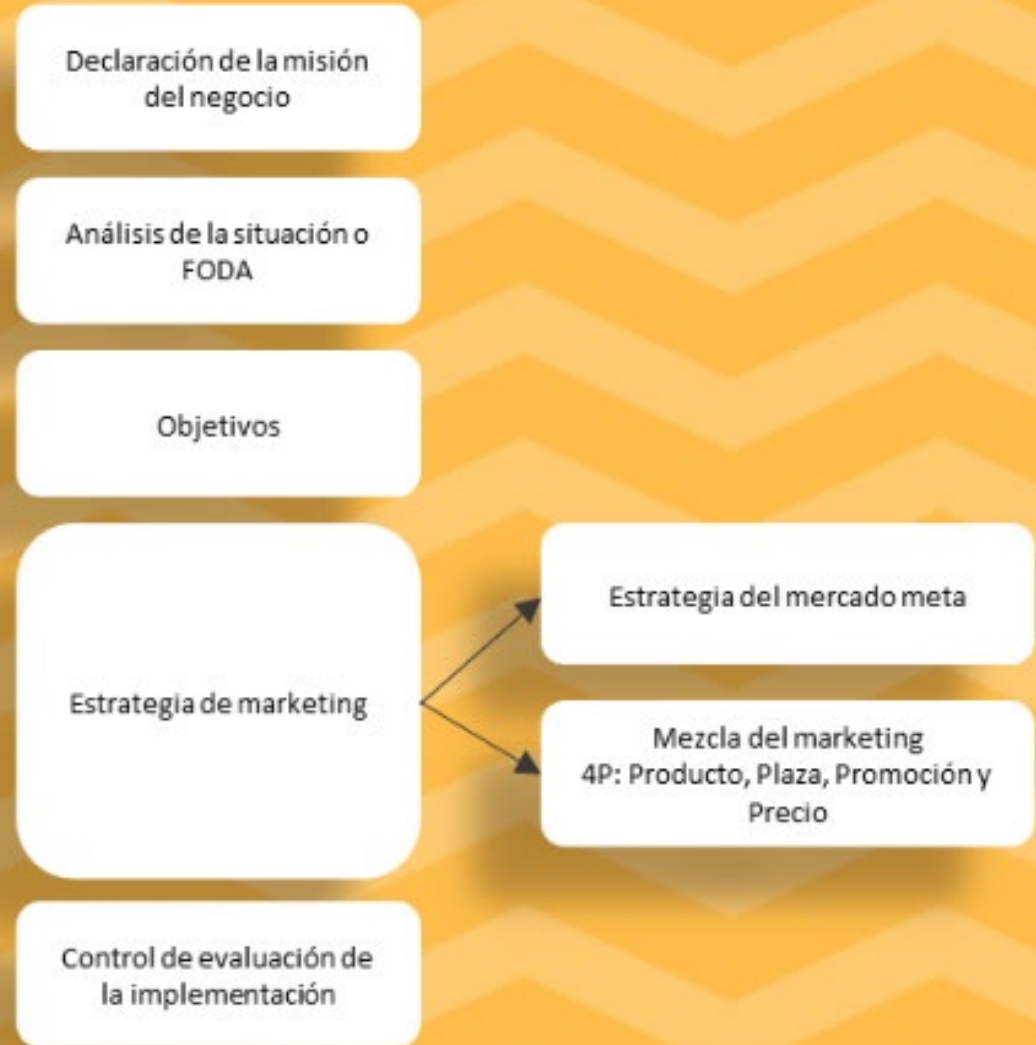 Declaración de la misión
del negocio
Análisis de la situación o
FODA
Objetivos
Estrategia de marketing
Estrategia del mercado meta
Mezcla del marketing
4P: Producto, Plaza, Promoción y
Precio
Control de evaluación de
la implementación